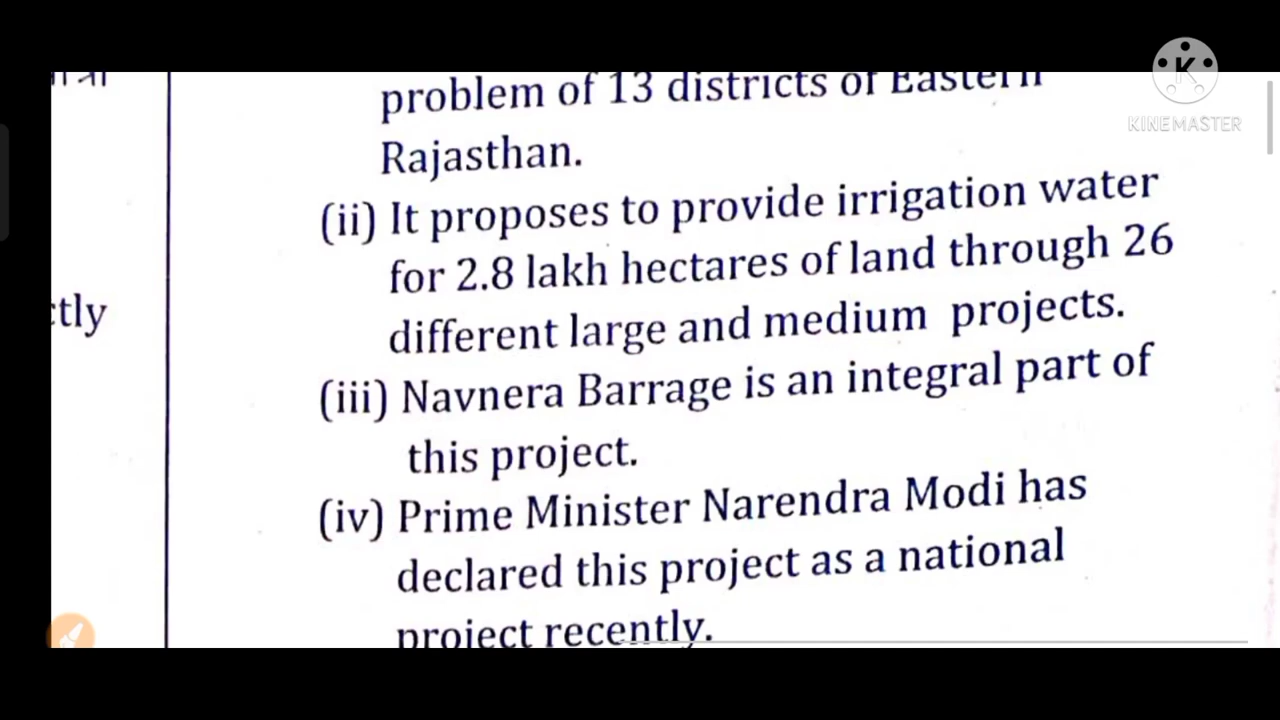 K
KINEMASTER
problem of 13 districts of Eastern
Rajasthan.
(ii) It proposes to provide irrigation water
for 2.8 lakh hectares of land through 26
different large and medium projects.
ctly
(iii) Navnera Barrage is an integral part of
this project.
(iv) Prime Minister Narendra Modi has
declared this project as a national
project recently.